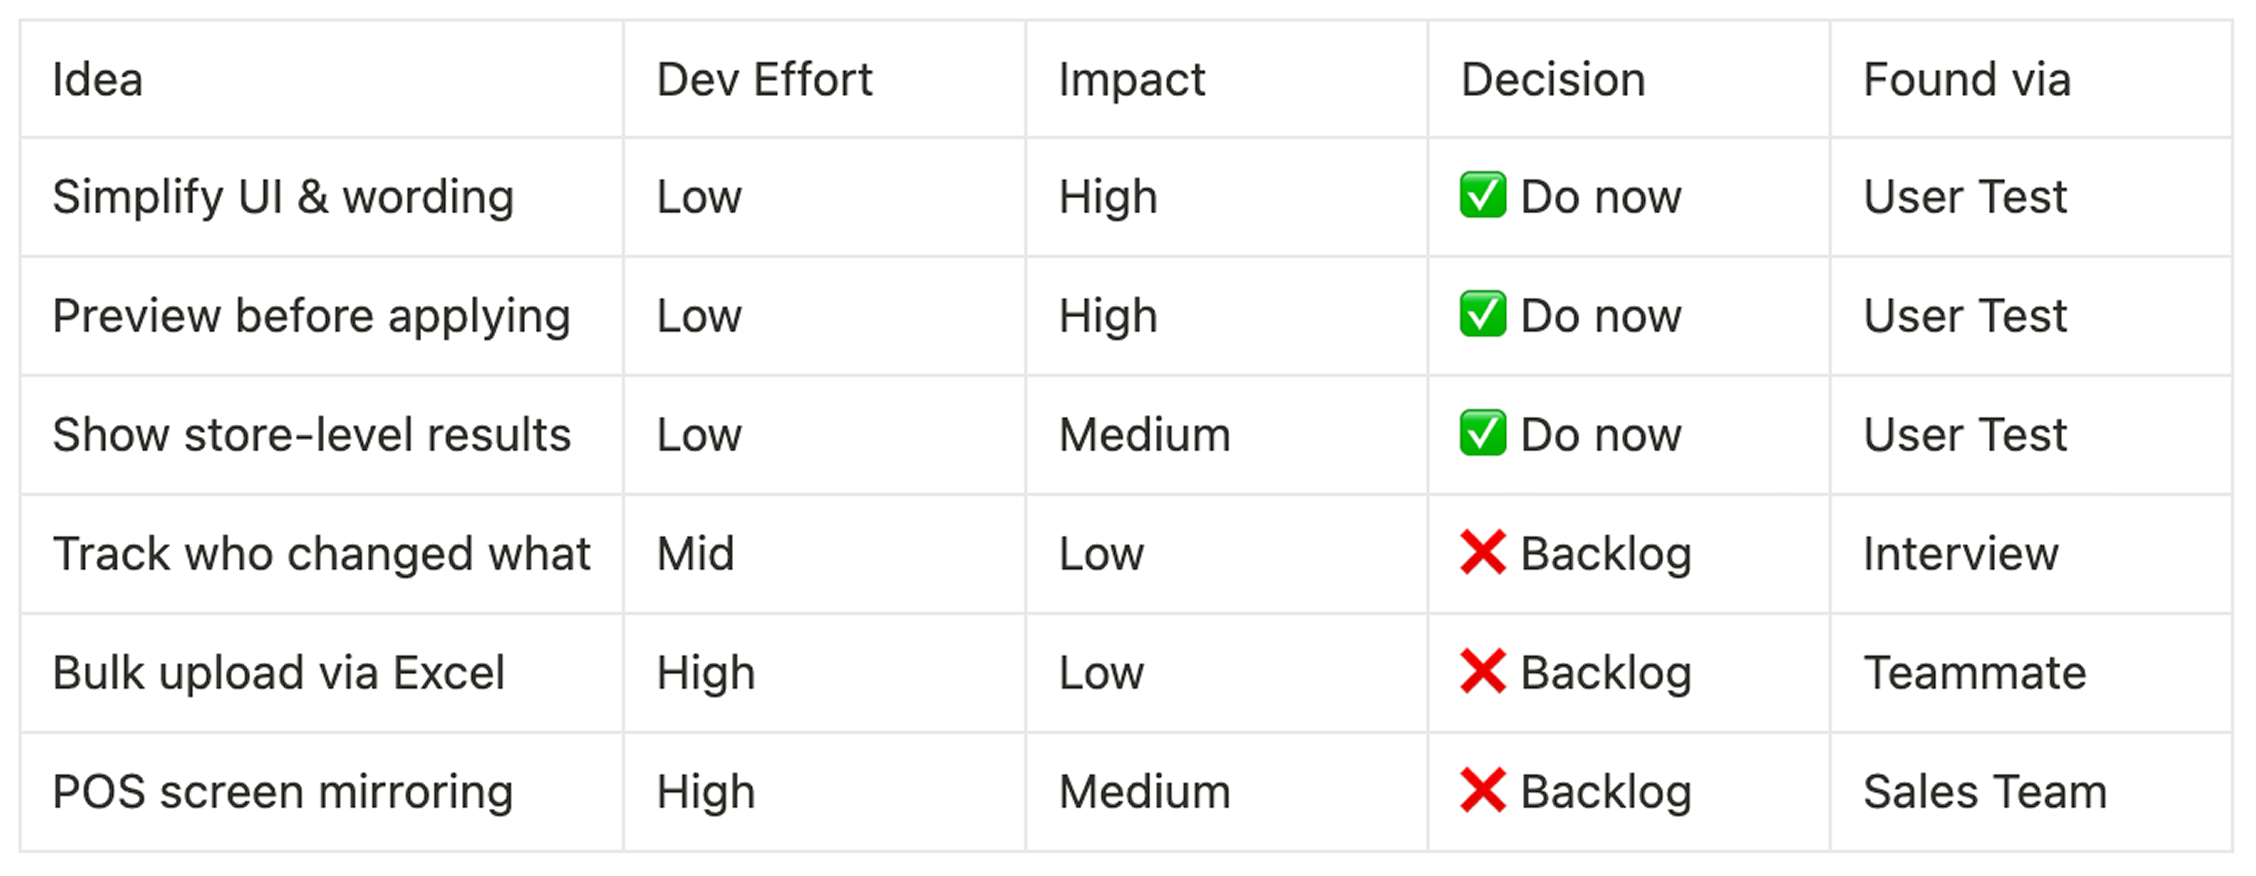 Idea Dev Effort Impact Decision Found via
Simplify UI & wording Low High ✅ Do now User Test
Preview before applying Low High ✅ Do now User Test
Show store-level results Low Medium ✅ Do now User Test
Track who changed what Mid Low ❌ Backlog Interview
Bulk upload via Excel High Low ❌ Backlog Teammate
POS screen mirroring High Medium ❌ Backlog Sales Team